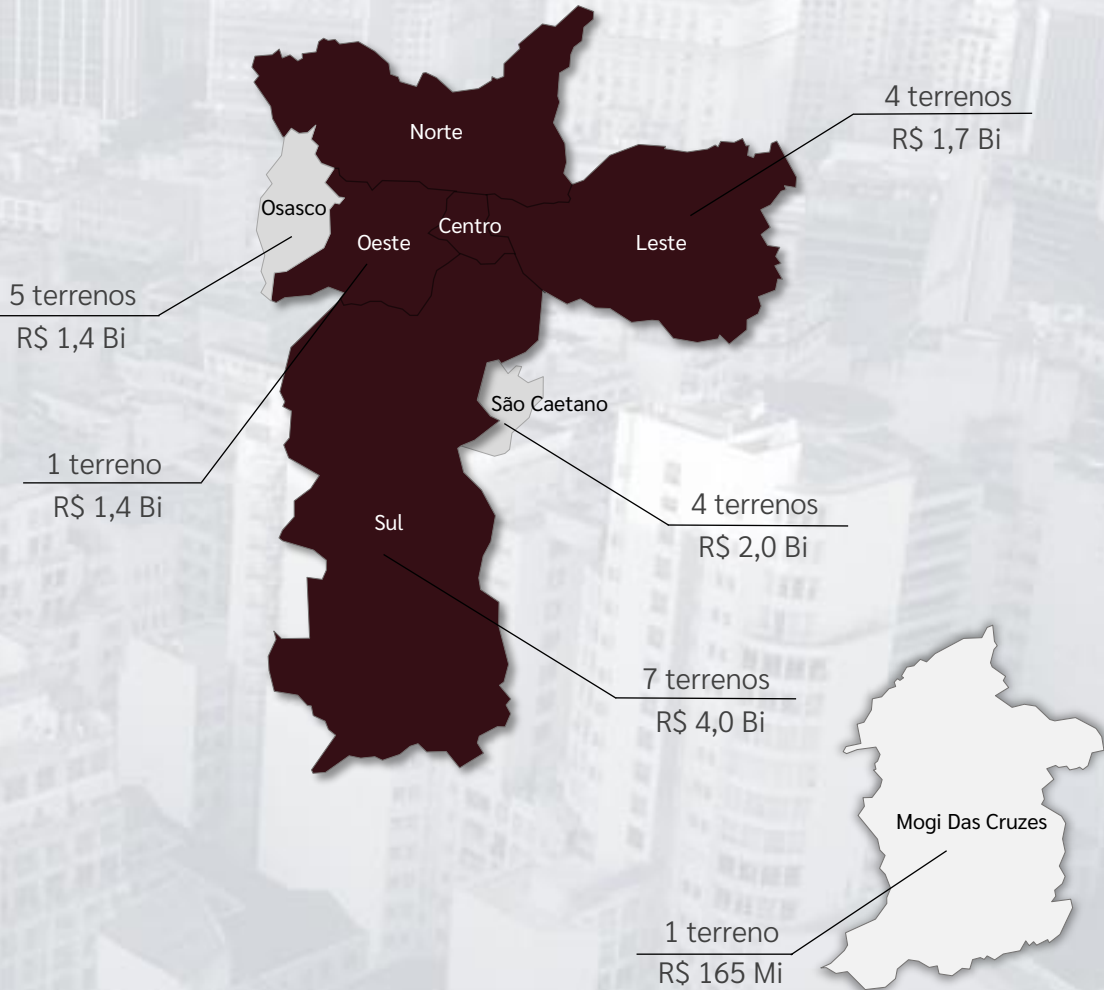 4 terrenos
R$ 1,7 Bi
Norte
Osasco
Oeste
Centro
Leste
5 terrenos
R$ 1,4 Bi
São Caetano
1 terreno
R$ 1,4 Bi
4 terrenos
R$ 2,0 Bi
Sul
7 terrenos
R$ 4,0 Bi
Mogi Das Cruzes
1 terreno
R$ 165 Mi